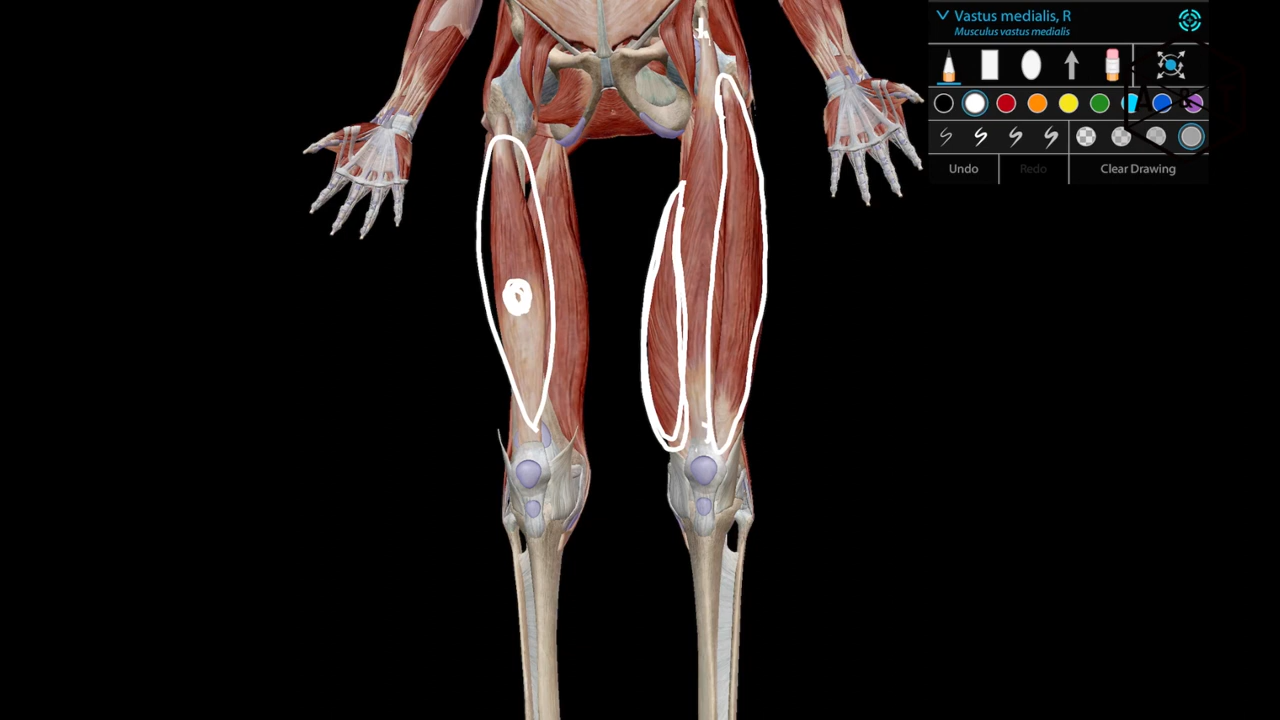 Vastus medialis, R
Musculus vastus medialis
Undo
Redo
Clear Drawing